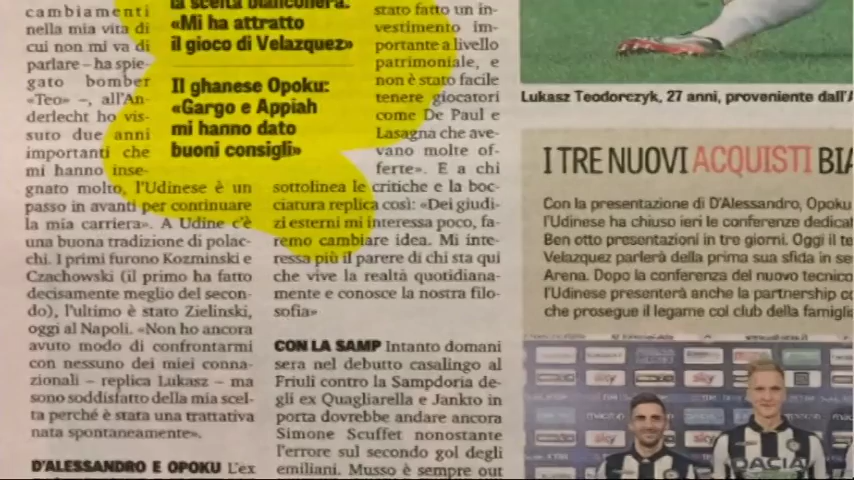 cambiamenti
nella mia vita di
cui non mi va di
parlare – ha spie-
gato bomber
«Teo» –, all'An-
derlecht ho vis-
suto due anni
importanti che
mi hanno inse-
gnato molto, l'Udinese è un
passo in avanti per continuare
la mia carriera». A Udine c'è
una buona tradizione di polac-
chi. I primi furono Kozminski e
Czachowski (il primo ha fatto
decisamente meglio del secon-
do), l'ultimo è stato Zielinski,
oggi al Napoli. «Non ho ancora
avuto modo di confrontarmi
con nessuno dei miei conna-
zionali – replica Lukasz – ma
sono soddisfatto della mia scel-
ta perché è stata una trattativa
nata spontaneamente».
D'ALESSANDRO E OPOKU L'ex
la scelta bianconera:
«Mi ha attratto
il gioco di Velazquez»
Il ghanese Opoku:
«Gargo e Appiah
mi hanno dato
buoni consigli»
stato fatto un in-
vestimento im-
portante a livello
patrimoniale, e
non è stato facile
tenere giocatori
come De Paul e
Lasagna che ave-
vano molte of-
ferte». E a chi
sottolinea le critiche e la boc-
ciatura replica così: «Dei giudi-
zi esterni mi interessa poco, fa-
remo cambiare idea. Mi inte-
ressa più il parere di chi sta qui
che vive la realtà quotidiana-
mente e conosce la nostra filo-
sofia»
CON LA SAMP Intanto domani
sera nel debutto casalingo al
Friuli contro la Sampdoria de-
gli ex Quagliarella e Jankto in
porta dovrebbe andare ancora
Simone Scuffet nonostante
l'errore sul secondo gol degli
emiliani. Musso è sempre out
Lukasz Teodorczyk, 27 anni, proveniente dall'A
I TRE NUOVI ACQUISTI BIA
Con la presentazione di D'Alessandro, Opoku
l'Udinese ha chiuso ieri le conferenze dedicat
Ben otto presentazioni in tre giorni. Oggi il te
Velazquez parlerà della prima sua sfida in se
Arena. Dopo la conferenza del nuovo tecnico
l'Udinese presenterà anche la partnership co
che prosegue il legame col club della famigli
sky
sky
sky
DACIA